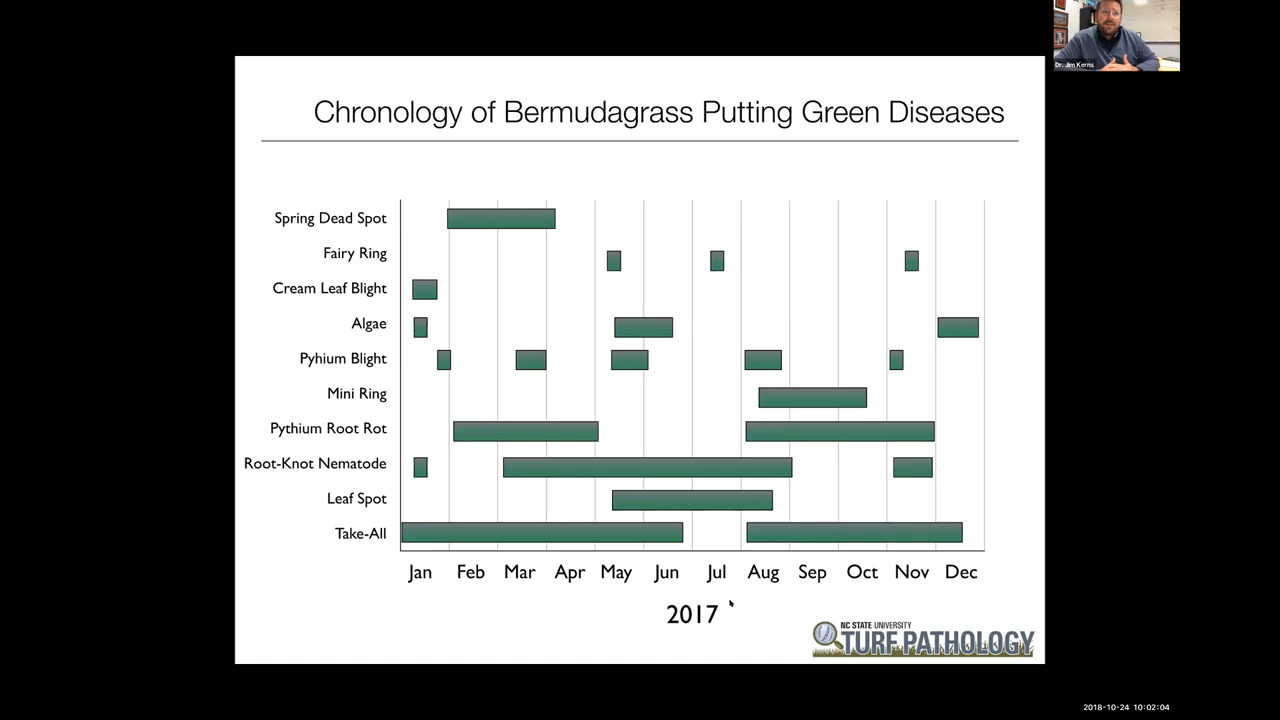 Dr. Jim Kerns
Chronology of Bermudagrass Putting Green Diseases
Spring Dead Spot
Fairy Ring
Cream Leaf Blight
Algae
Pyhium Blight
Mini Ring
Pythium Root Rot
Root-Knot Nematode
Leaf Spot
Take-All
Jan Feb Mar Apr May Jun Jul Aug Sep Oct Nov Dec
2017
NC STATE UNIVERSITY
TURF PATHOLOGY
2018-10-24 10:02:04